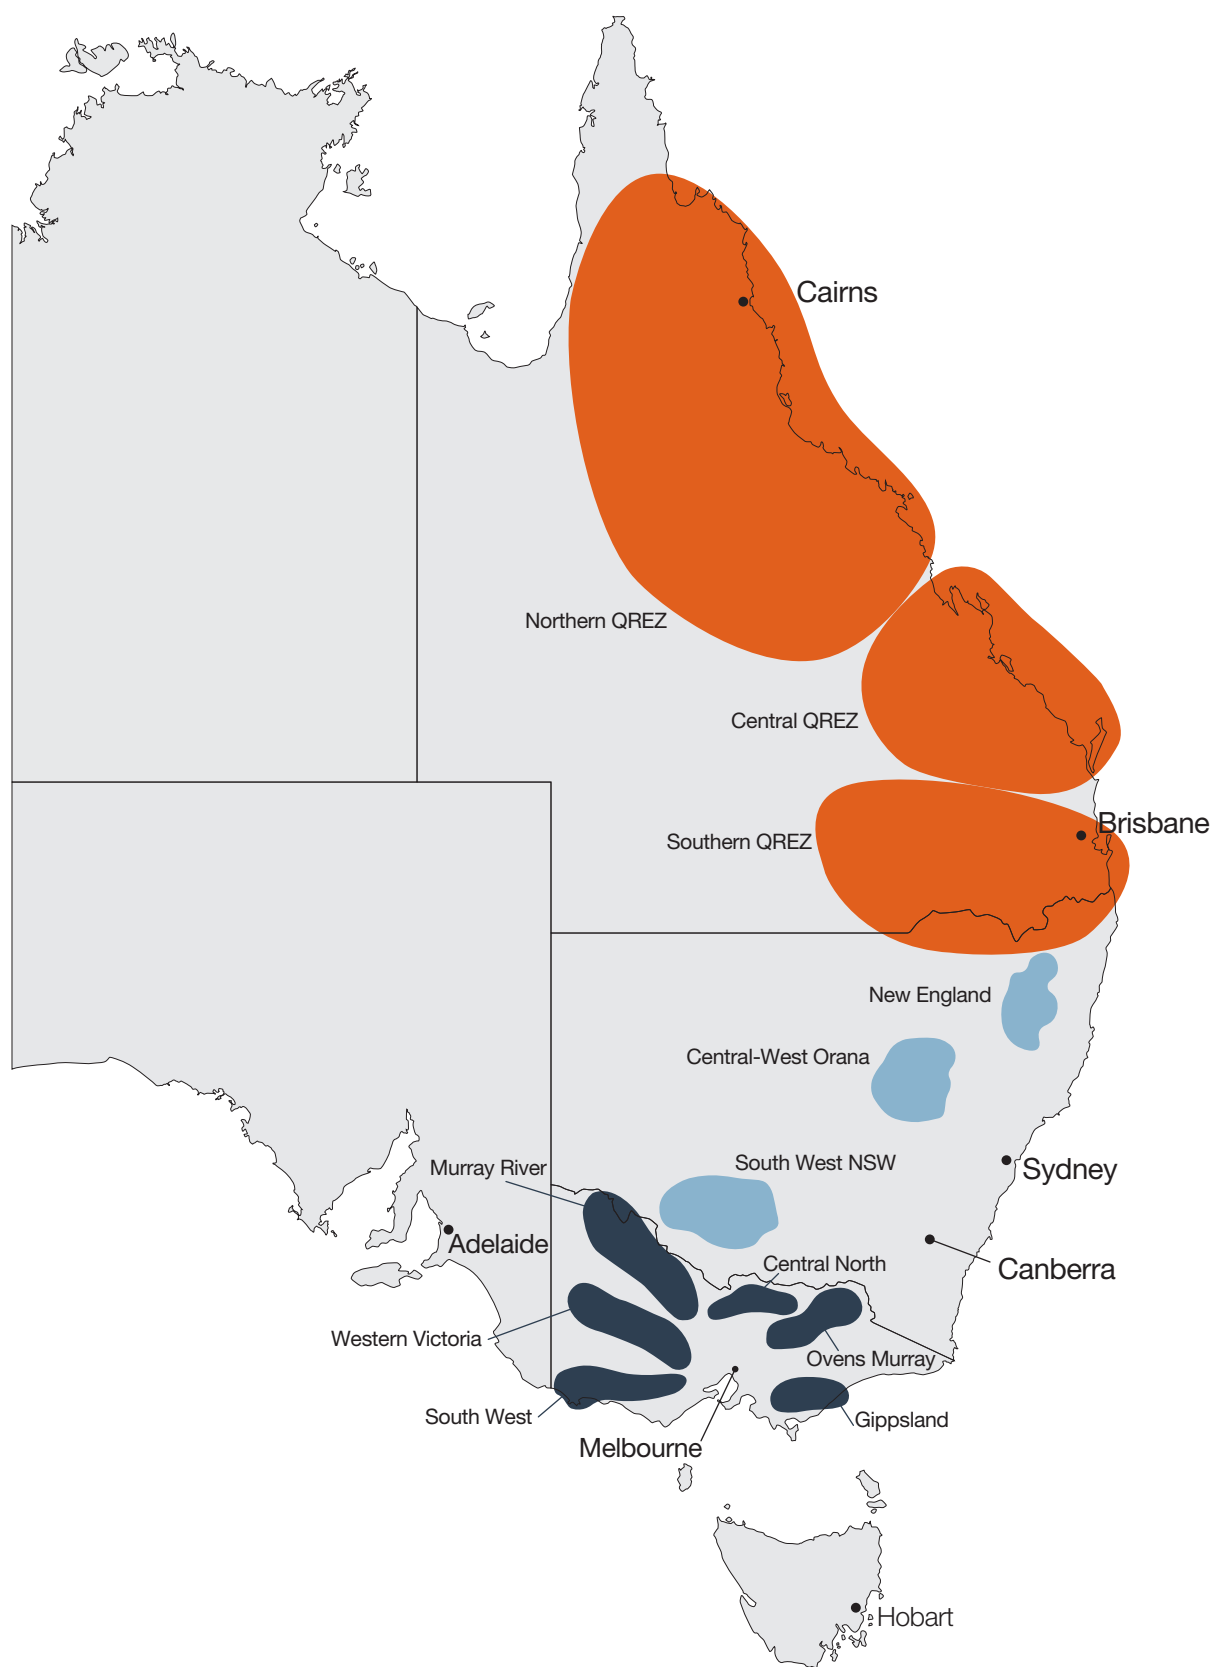 Cairns
Northern QREZ
Central QREZ
Brisbane
Southern QREZ
New England
Central-West Orana
South West NSW
Murray River
Sydney
Adelaide
Central North
Canberra
Western Victoria
Ovens Murray
South West
Gippsland
Melbourne
Hobart